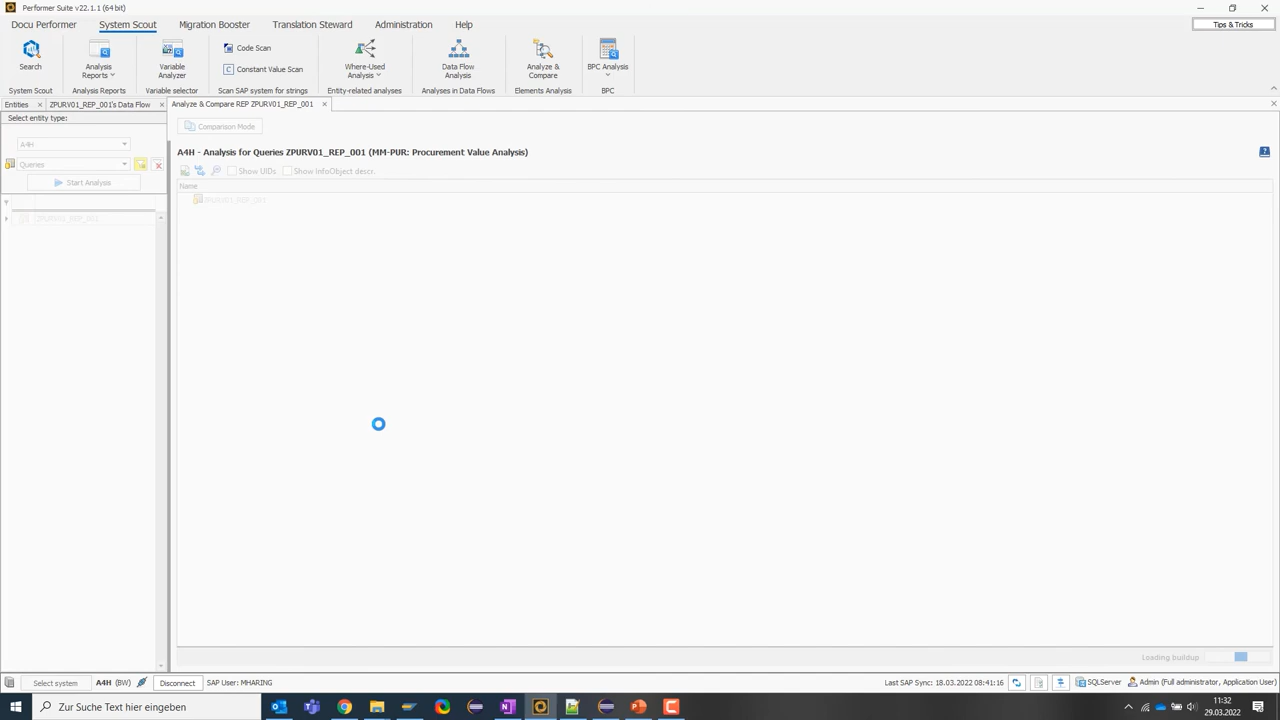 Performer Suite v22.1.1 (64 bit)
Docu Performer System Scout Migration Booster Translation Steward Administration Help
Tips & Tricks
Search
Analysis Reports
Variable Analyzer
Code Scan
Constant Value Scan
Where-Used Analysis
Data Flow Analysis
Analyze & Compare
BPC Analysis
System Scout Analysis Reports Variable selector Scan SAP system for strings Entity-related analyses Analyses in Data Flows Elements Analysis BPC
Entities ZPURV01_REP_001's Data Flow Analyze & Compare REP ZPURV01_REP_001
Select entity type:
Comparison Mode
A4H
A4H - Analysis for Queries ZPURV01_REP_001 (MM-PUR: Procurement Value Analysis)
Queries
Show UIDs Show InfoObject descr.
Start Analysis
Name
ZPURV01_REP_001
ZPURV01_REP_001
Loading buildup
Select system A4H (BW) Disconnect SAP User: MHARING Last SAP Sync: 18.03.2022 08:41:16 SQLServer Admin (Full administrator, Application User)
Zur Suche Text hier eingeben
11:32
29.03.2022